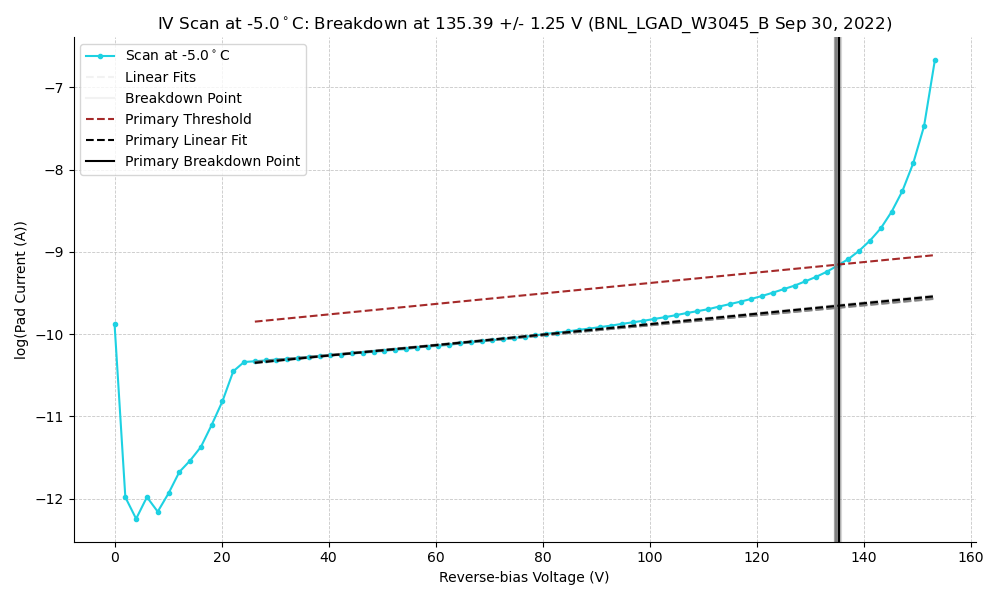 IV Scan at -5.0°C: Breakdown at 135.39 +/- 1.25 V (BNL_LGAD_W3045_B Sep 30, 2022)
Scan at -5.0°C
Linear Fits
Breakdown Point
Primary Threshold
Primary Linear Fit
Primary Breakdown Point
log(Pad Current (A))
−7
−8
−9
−10
−11
−12
0 20 40 60 80 100 120 140 160
Reverse-bias Voltage (V)